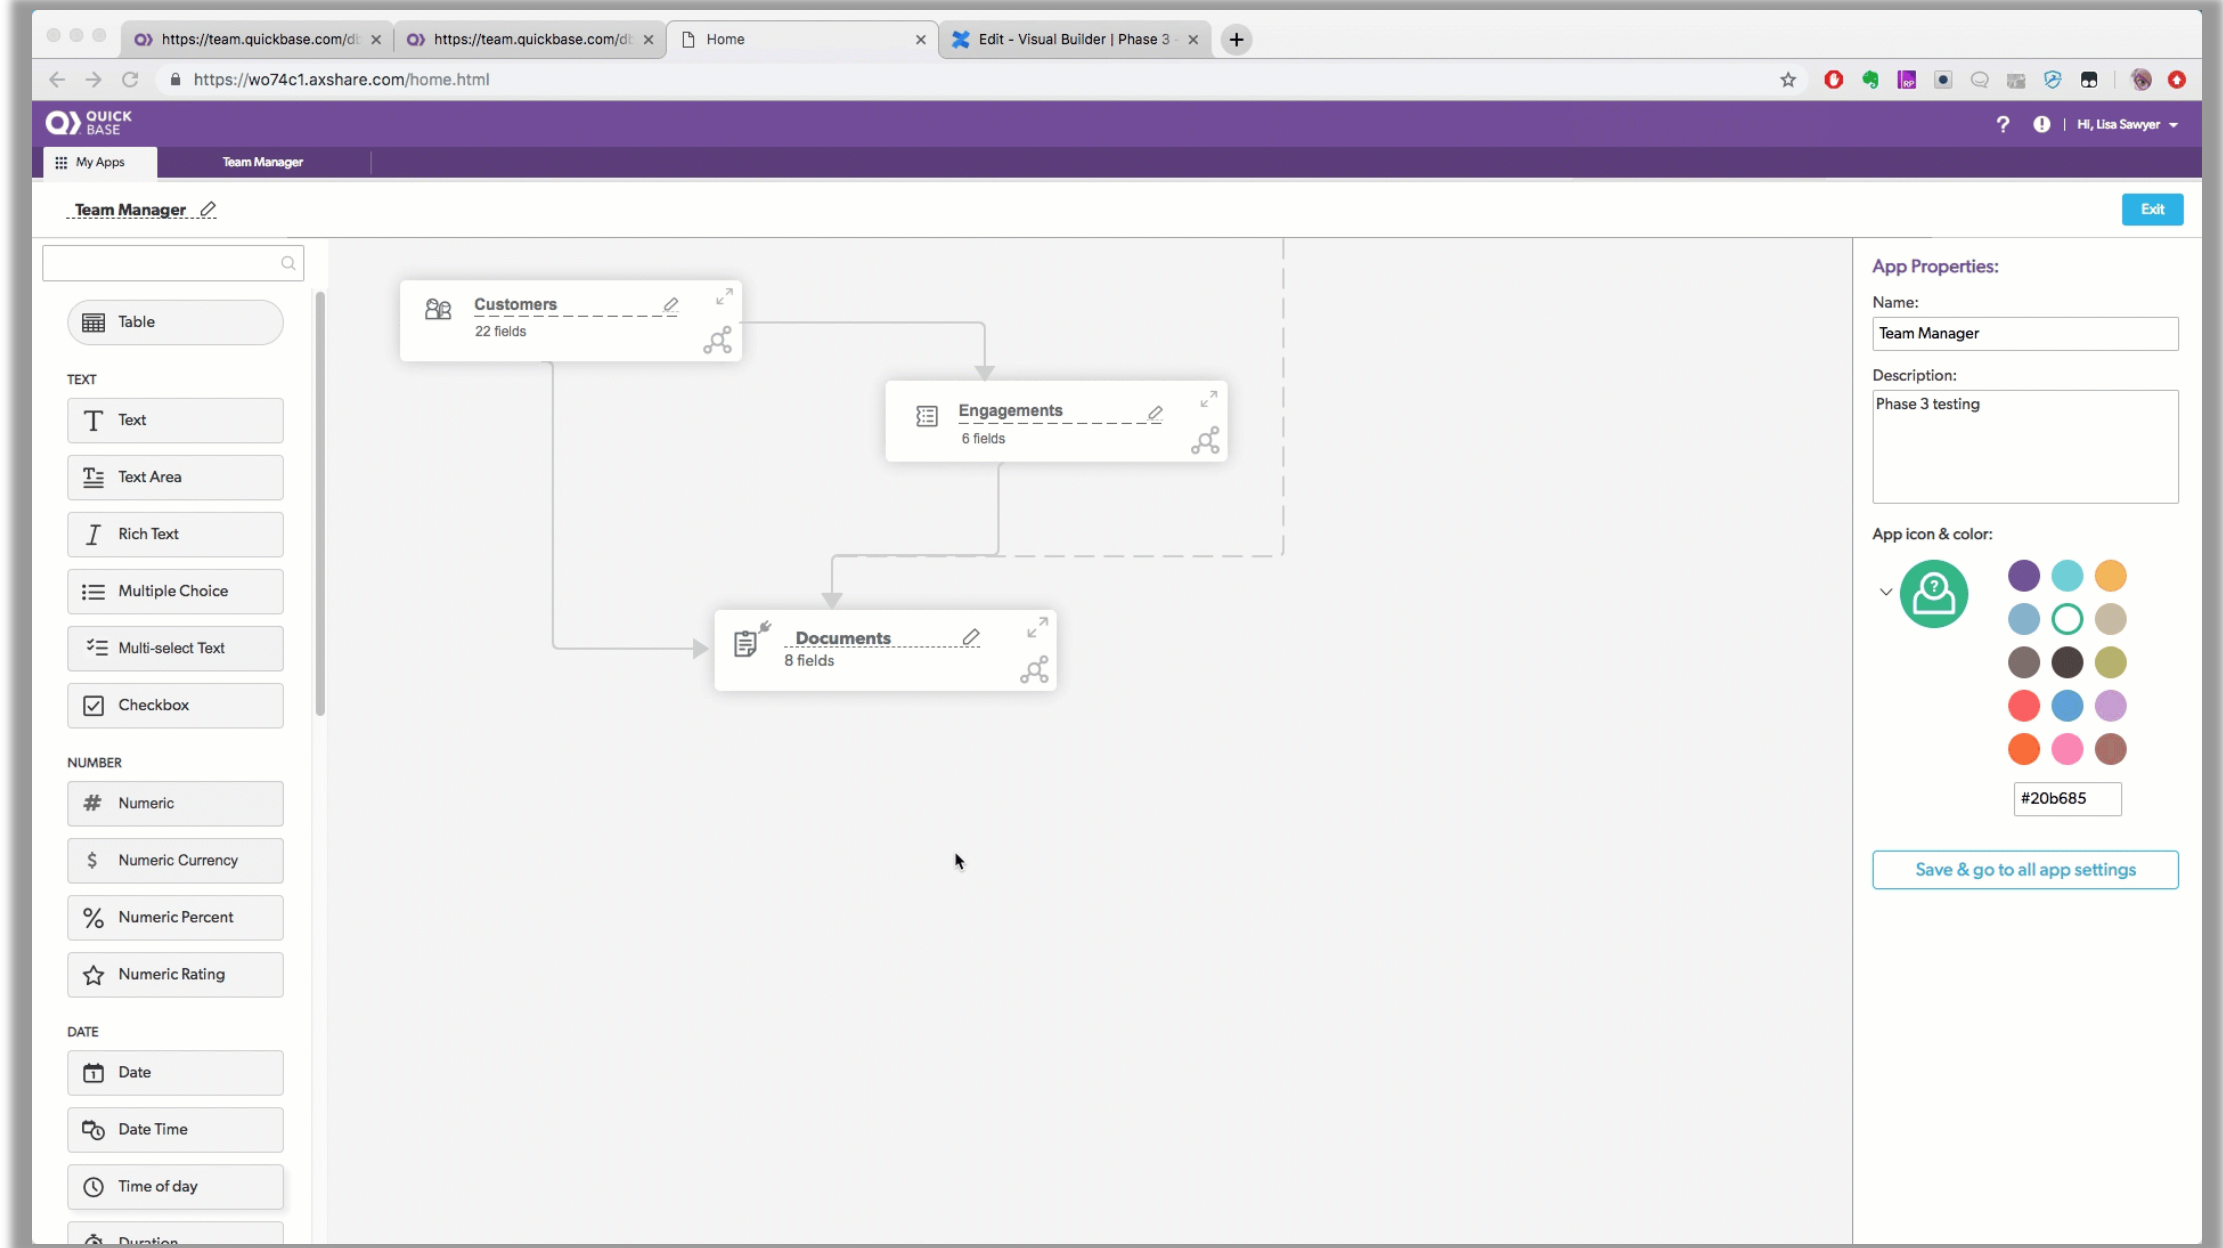 https://team.quickbase.com/db
https://team.quickbase.com/db
Home
Edit - Visual Builder | Phase 3 -
https://wo74c1.axshare.com/home.html
RP
QUICK
BASE
Hi, Lisa Sawyer
My Apps
Team Manager
Team Manager
Exit
Table
TEXT
Text
Text Area
Rich Text
Multiple Choice
Multi-select Text
Checkbox
NUMBER
Numeric
Numeric Currency
Numeric Percent
Numeric Rating
DATE
Date
Date Time
Time of day
Duration
Customers
22 fields
Engagements
6 fields
Documents
8 fields
App Properties:
Name:
Team Manager
Description:
Phase 3 testing
App icon & color:
#20b685
Save & go to all app settings